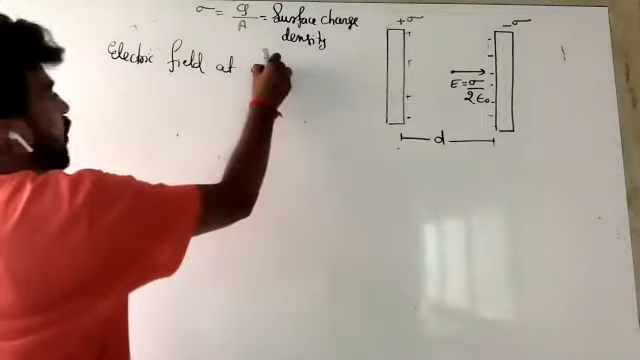 σ = q/A = Surface charge
density
Electric field at
+σ
-σ
E = σ/2ε₀
d